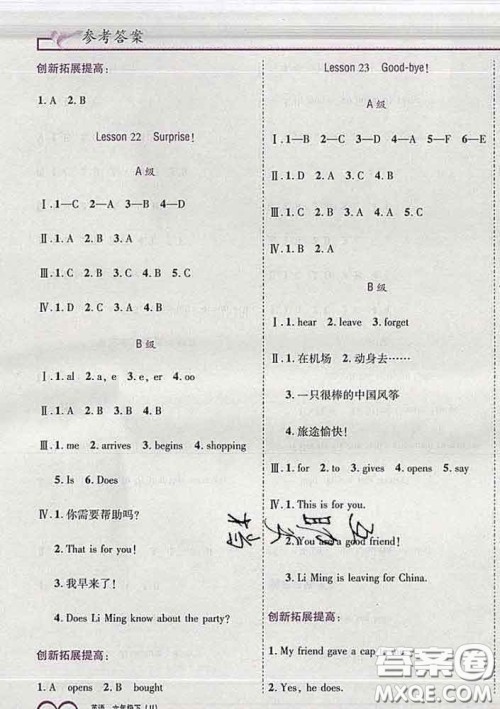 参考答案
创新拓展提高:
1. A 2. B
Lesson 22 Surprise!
A 级
Ⅰ. 1—C 2—A 3—B 4—D
Ⅱ. 1. A 2. B 3. A
Ⅲ. 1. C 2. C 3. A 4. B 5. C
Ⅳ. 1. B 2. A 3. B 4. B
B 级
Ⅰ. 1. al 2. a, e 3. e, er 4. oo
Ⅲ. 1. me 2. arrives 3. begins 4. shopping
5. Is 6. Does
Ⅳ. 1. 你需要帮助吗?
2. That is for you!
3. 我早来了!
4. Does Li Ming know about the party?
创新拓展提高:
1. A opens 2. B bought
英语 六年级下(JJ)
Lesson 23 Good-bye!
A 级
Ⅰ. 1—B 2—C 3—D 4—A 5—F 6—E
Ⅱ. 1. D 2. C 3. A 4. B
Ⅲ. 1. B 2. C 3. A 4. C
Ⅳ. 1. B 2. A
B 级
Ⅰ. 1. hear 2. leave 3. forget
Ⅱ. 1. 在机场 2. 动身去……
3. 一只很棒的中国风筝
4. 旅途愉快!
Ⅲ. 1. for 2. to 3. gives 4. opens 5. say
Ⅳ. 1. This is for you.
2. You are a good friend!
3. Li Ming is leaving for China.
创新拓展提高:
1. My friend gave a cap
2. Yes, he does.
答案圈
MXQE.COM